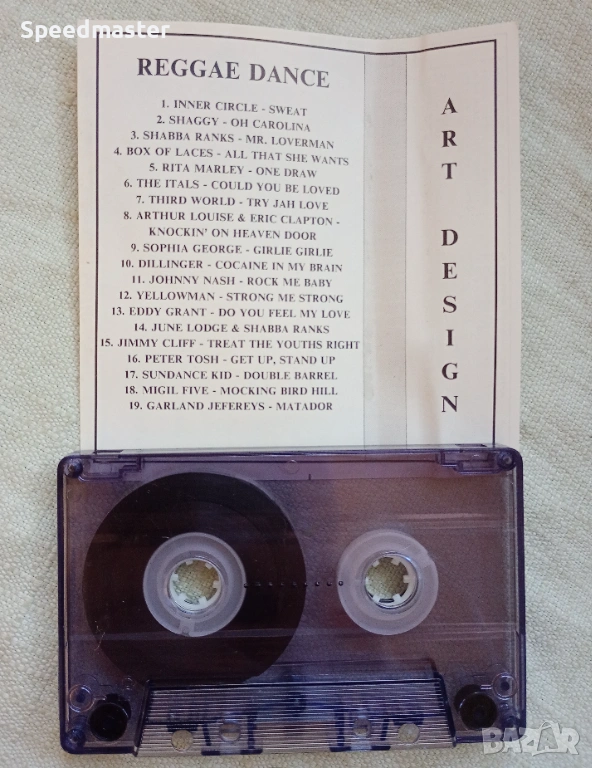 Speedmaster
REGGAE DANCE
1. INNER CIRCLE - SWEAT
2. SHAGGY - OH CAROLINA
3. SHABBA RANKS - MR. LOVERMAN
4. BOX OF LACES - ALL THAT SHE WANTS
5. RITA MARLEY - ONE DRAW
6. THE ITALS - COULD YOU BE LOVED
7. THIRD WORLD - TRY JAH LOVE
8. ARTHUR LOUISE & ERIC CLAPTON -
KNOCKIN' ON HEAVEN DOOR
9. SOPHIA GEORGE - GIRLIE GIRLIE
10. DILLINGER - COCAINE IN MY BRAIN
11. JOHNNY NASH - ROCK ME BABY
12. YELLOWMAN - STRONG ME STRONG
13. EDDY GRANT - DO YOU FEEL MY LOVE
14. JUNE LODGE & SHABBA RANKS
15. JIMMY CLIFF - TREAT THE YOUTHS RIGHT
16. PETER TOSH - GET UP, STAND UP
17. SUNDANCE KID - DOUBLE BARREL
18. MIGIL FIVE - MOCKING BIRD HILL
19. GARLAND JEFEREYS - MATADOR
ART DESIGN
BAZAR